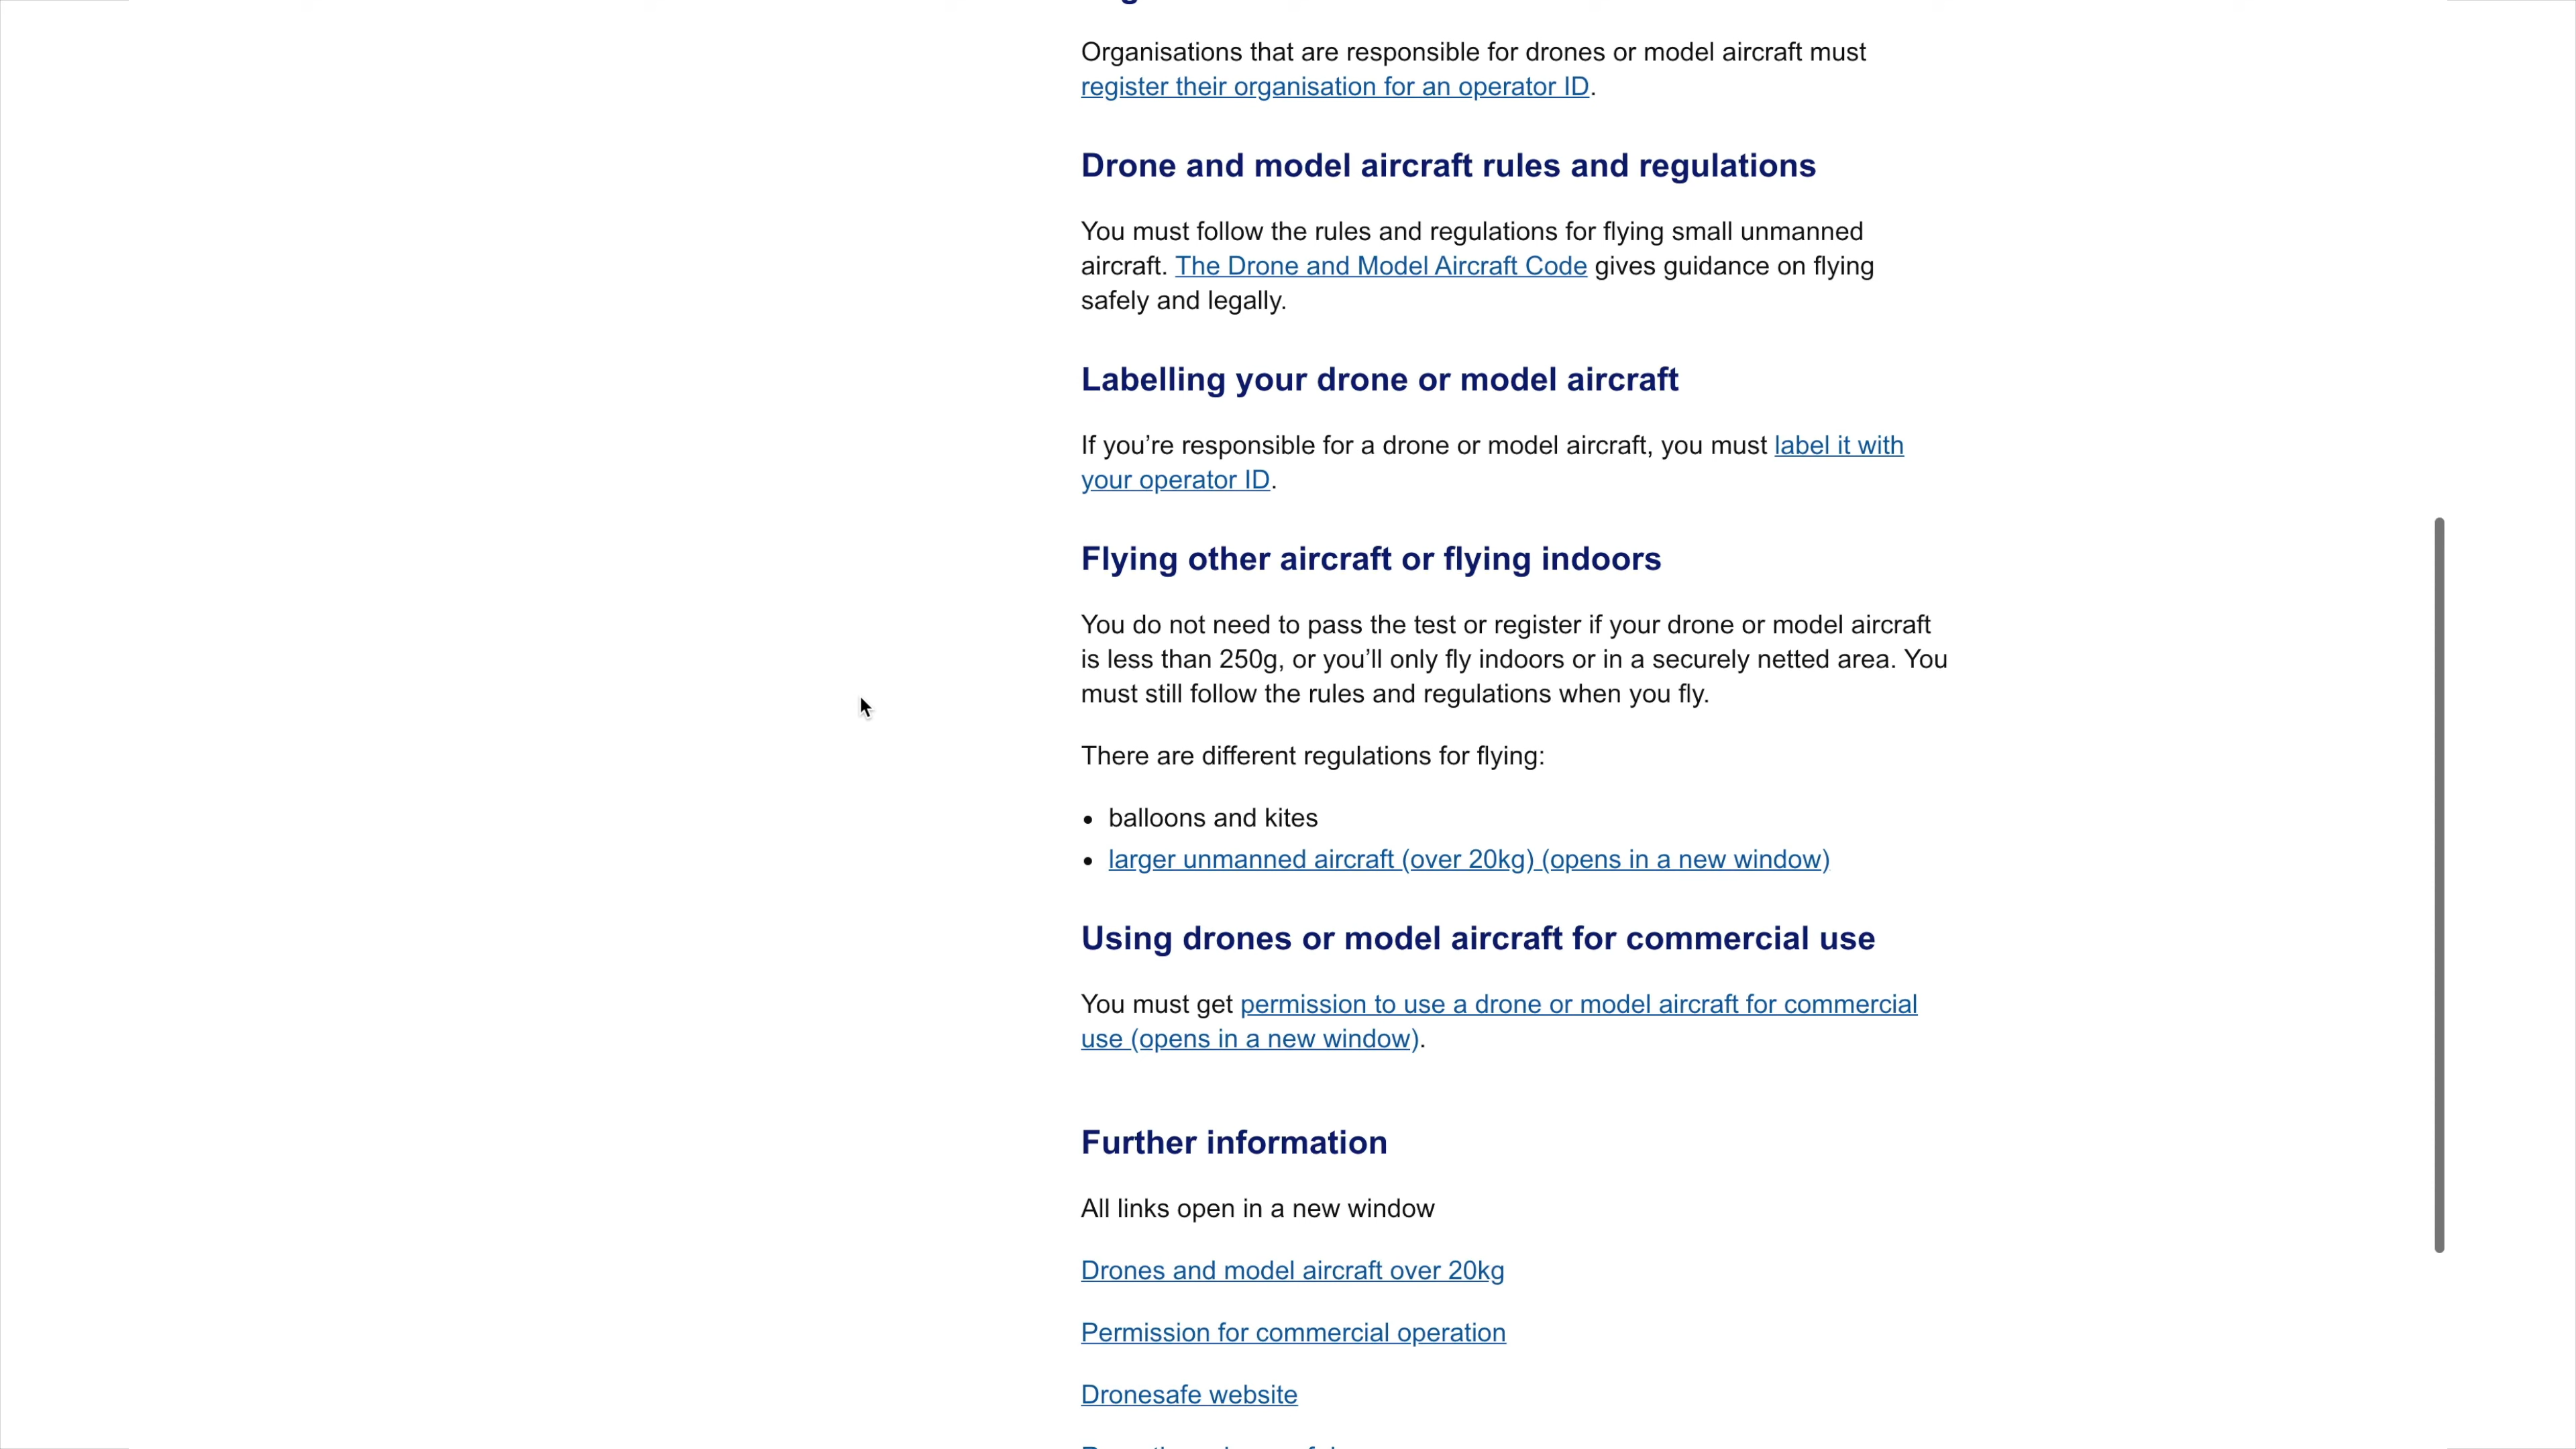 Organisations that are responsible for drones or model aircraft must
register their organisation for an operator ID.
Drone and model aircraft rules and regulations
You must follow the rules and regulations for flying small unmanned
aircraft. The Drone and Model Aircraft Code gives guidance on flying
safely and legally.
Labelling your drone or model aircraft
If you’re responsible for a drone or model aircraft, you must label it with
your operator ID.
Flying other aircraft or flying indoors
You do not need to pass the test or register if your drone or model aircraft
is less than 250g, or you’ll only fly indoors or in a securely netted area. You
must still follow the rules and regulations when you fly.
There are different regulations for flying:
• balloons and kites
• larger unmanned aircraft (over 20kg) (opens in a new window)
Using drones or model aircraft for commercial use
You must get permission to use a drone or model aircraft for commercial
use (opens in a new window).
Further information
All links open in a new window
Drones and model aircraft over 20kg
Permission for commercial operation
Dronesafe website